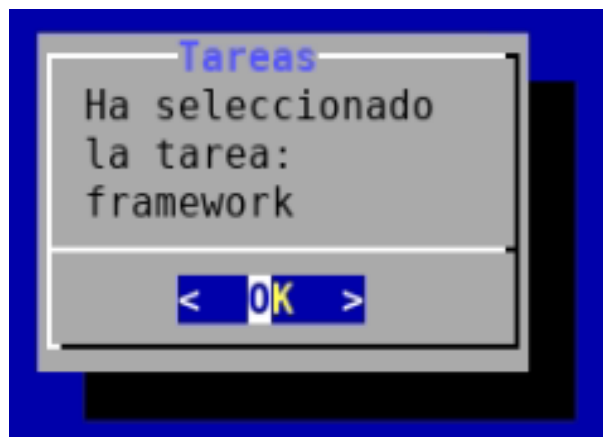 Tareas
Ha seleccionado
la tarea:
framework
< OK >